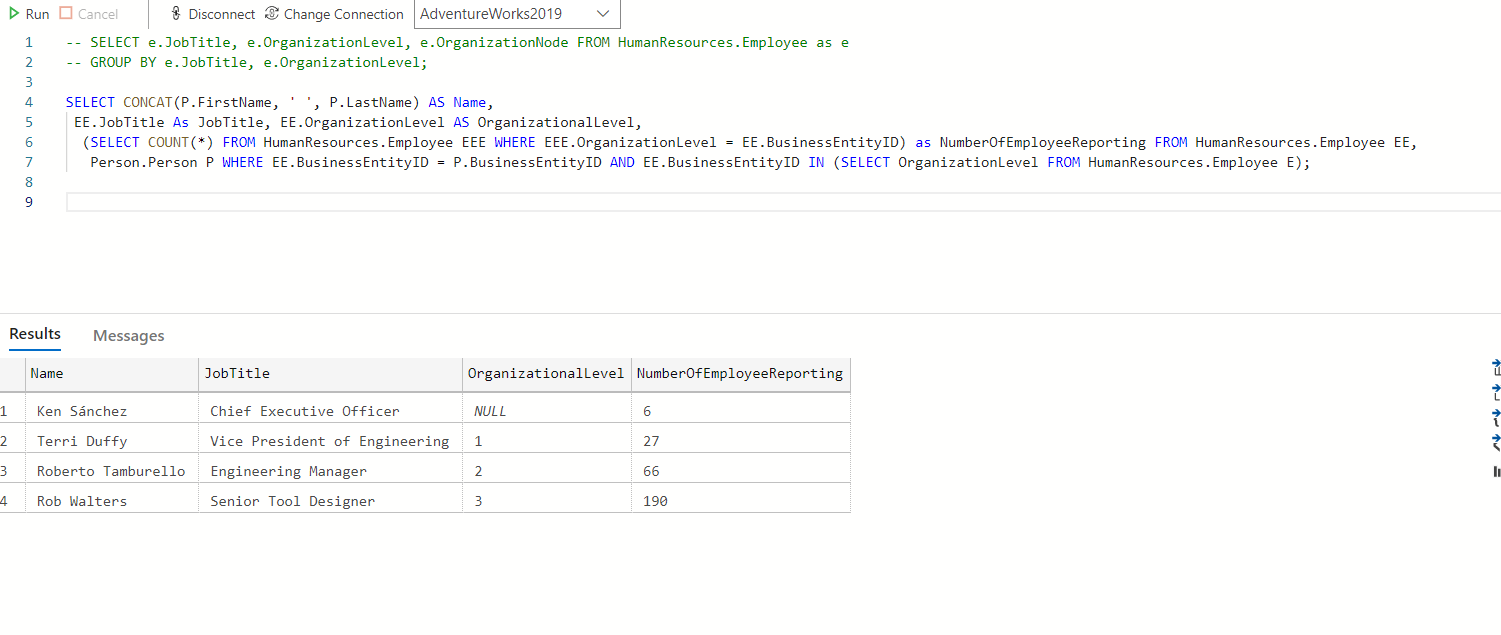 Run Cancel Disconnect Change Connection AdventureWorks2019
1 -- SELECT e.JobTitle, e.OrganizationLevel, e.OrganizationNode FROM HumanResources.Employee as e
2 -- GROUP BY e.JobTitle, e.OrganizationLevel;
3
4 SELECT CONCAT(P.FirstName, ' ', P.LastName) AS Name,
5 EE.JobTitle As JobTitle, EE.OrganizationLevel AS OrganizationalLevel,
6 (SELECT COUNT(*) FROM HumanResources.Employee EEE WHERE EEE.OrganizationLevel = EE.BusinessEntityID) as NumberOfEmployeeReporting FROM HumanResources.Employee EE,
7 Person.Person P WHERE EE.BusinessEntityID = P.BusinessEntityID AND EE.BusinessEntityID IN (SELECT OrganizationLevel FROM HumanResources.Employee E);
8
9
Results Messages
Name JobTitle OrganizationalLevel NumberOfEmployeeReporting
1 Ken Sánchez Chief Executive Officer NULL 6
2 Terri Duffy Vice President of Engineering 1 27
3 Roberto Tamburello Engineering Manager 2 66
4 Rob Walters Senior Tool Designer 3 190